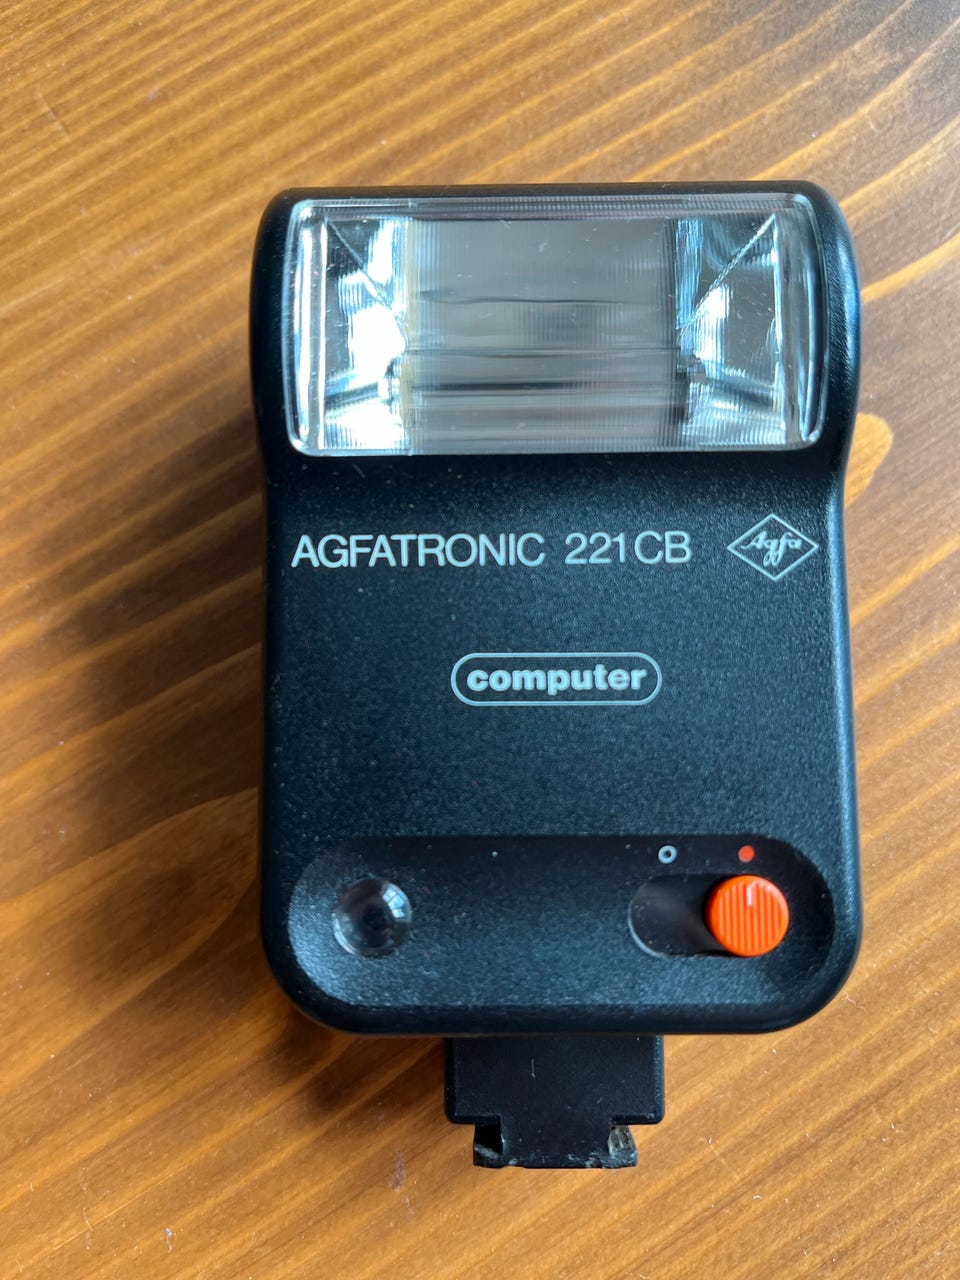 AGFATRONIC 221CB Agfa
computer